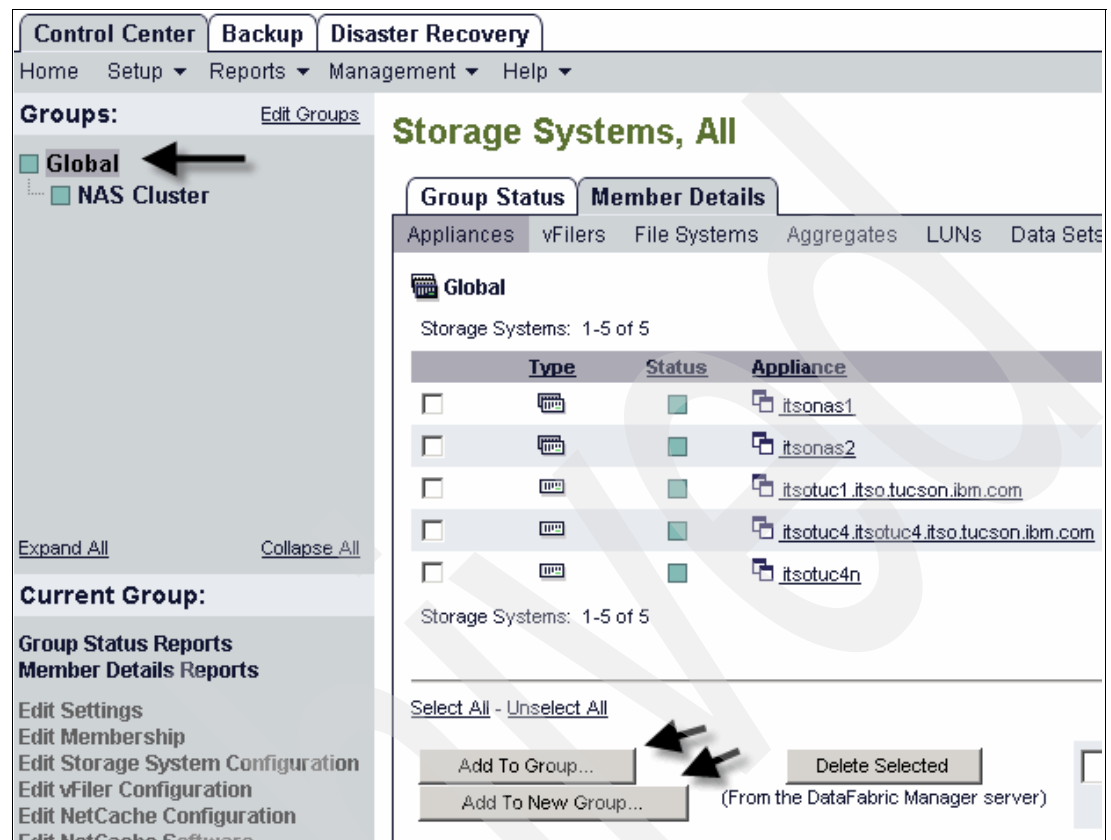 Control Center Backup Disaster Recovery
Home Setup Reports Management Help
Groups: Edit Groups
Global
NAS Cluster
Expand All Collapse All
Current Group:
Group Status Reports
Member Details Reports
Edit Settings
Edit Membership
Edit Storage System Configuration
Edit vFiler Configuration
Edit NetCache Configuration
Edit NetCache Software
Storage Systems, All
Group Status Member Details
Appliances vFilers File Systems Aggregates LUNs Data Sets
Global
Storage Systems: 1-5 of 5
Type Status Appliance
itsonas1
itsonas2
itsotuc1.itso.tucson.ibm.com
itsotuc4.itsotuc4.itso.tucson.ibm.com
itsotuc4n
Storage Systems: 1-5 of 5
Select All - Unselect All
Add To Group... Delete Selected
Add To New Group... (From the DataFabric Manager server)